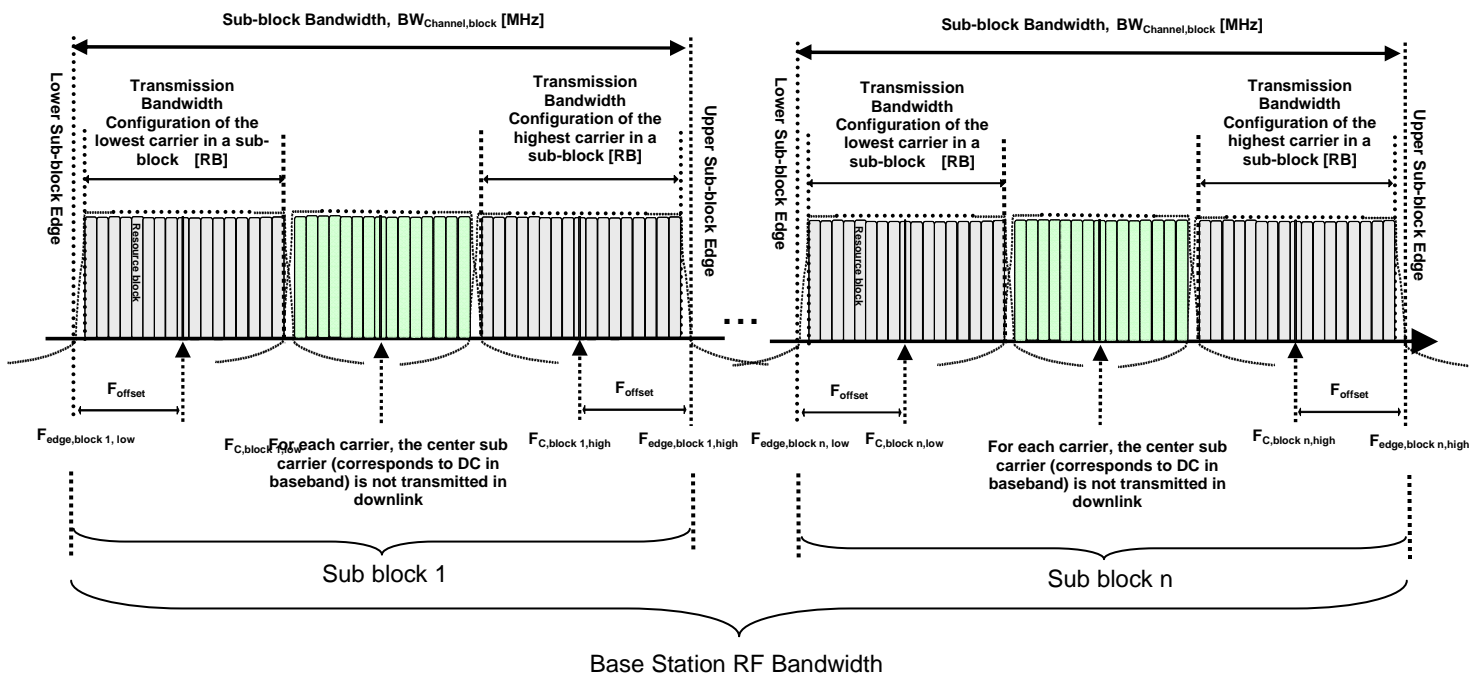 Sub-block Bandwidth, BWChannel,block [MHz]
Sub-block Bandwidth, BWChannel,block [MHz]
Lower Sub-block Edge
Transmission
Bandwidth
Configuration of the
lowest carrier in a sub-
block [RB]
Transmission
Bandwidth
Configuration of the
highest carrier in a
sub-block [RB]
Upper Sub-block Edge
Lower Sub-block Edge
Transmission
Bandwidth
Configuration of the
lowest carrier in a
sub-block [RB]
Transmission
Bandwidth
Configuration of the
highest carrier in a
sub-block [RB]
Upper Sub-block Edge
Resource block
...
Resource block
Foffset
Foffset
Foffset
Foffset
Fedge,block 1, low
FC,block 1,low
FC,block 1,high
Fedge,block 1,high
Fedge,block n, low
FC,block n,low
FC,block n,high
Fedge,block n,high
For each carrier, the center sub
carrier (corresponds to DC in
baseband) is not transmitted in
downlink
For each carrier, the center sub
carrier (corresponds to DC in
baseband) is not transmitted in
downlink
Sub block 1
Sub block n
Base Station RF Bandwidth